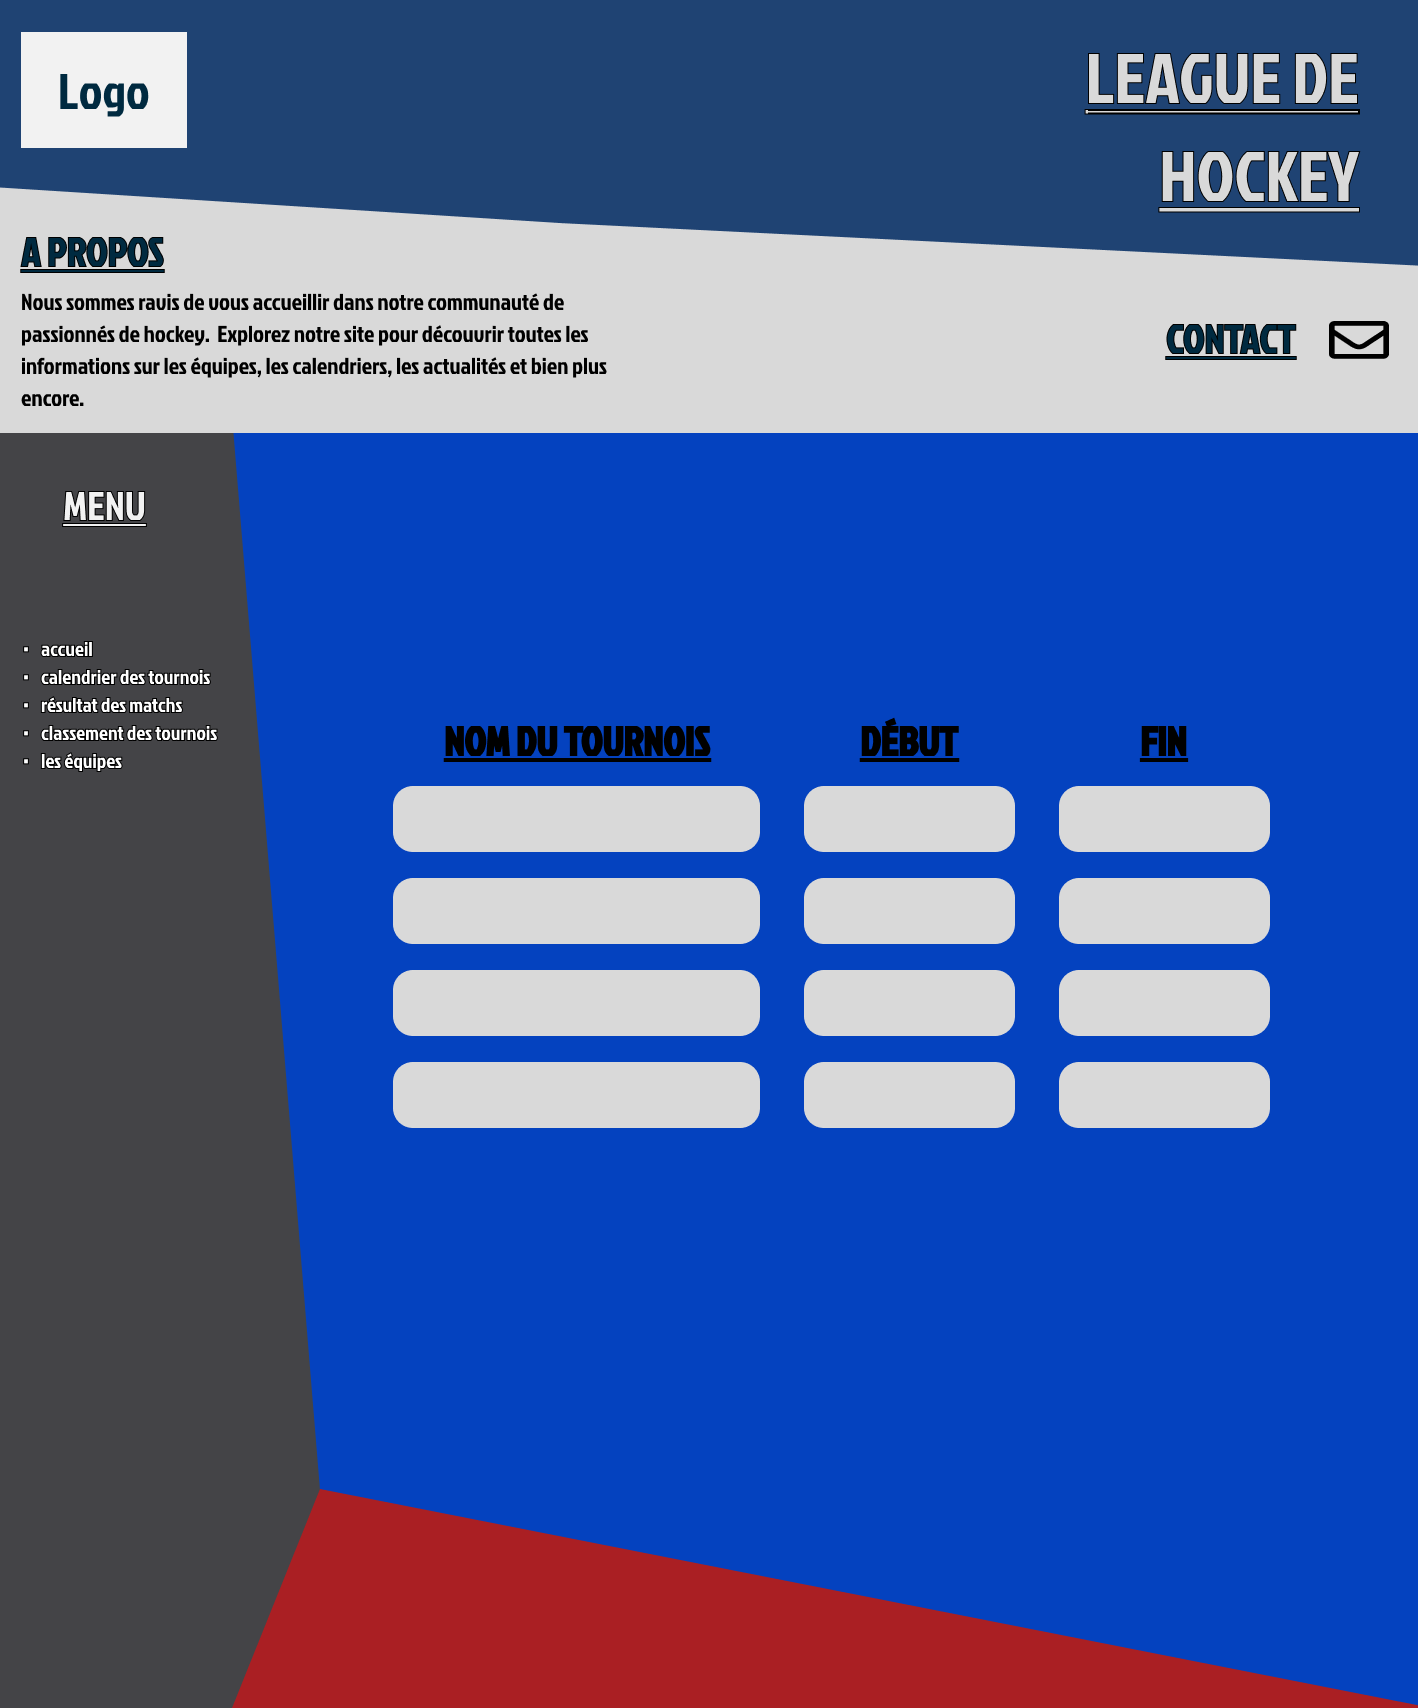 Logo
LEAGUE DE
HOCKEY
A PROPOS
Nous sommes ravis de vous accueillir dans notre communauté de
passionnés de hockey.  Explorez notre site pour découvrir toutes les
informations sur les équipes, les calendriers, les actualités et bien plus
encore.
CONTACT
MENU
• accueil
• calendrier des tournois
• résultat des matchs
• classement des tournois
• les équipes
NOM DU TOURNOIS DÉBUT FIN